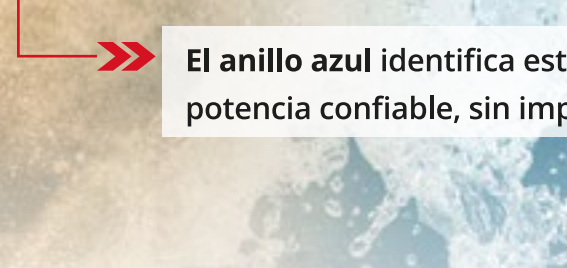 El anillo azul identifica est
potencia confiable, sin imp